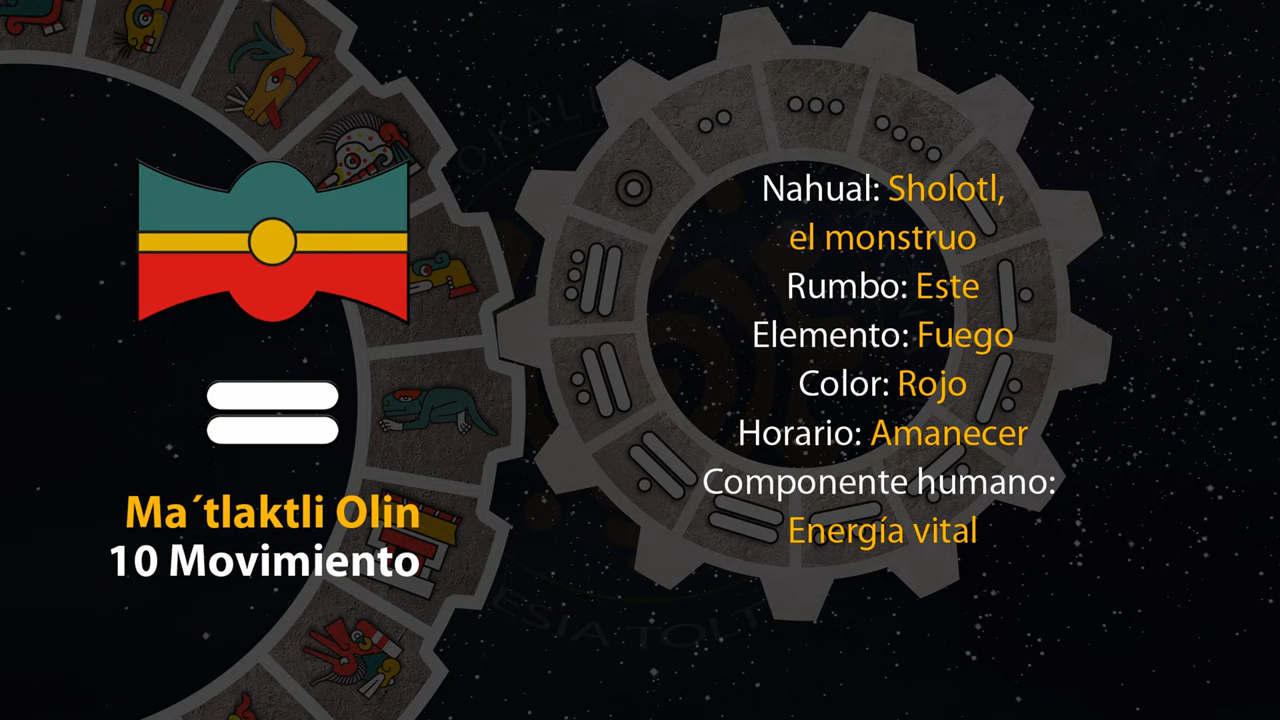 Ma´tlaktli Olin
10 Movimiento
Nahual: Sholotl,
el monstruo
Rumbo: Este
Elemento: Fuego
Color: Rojo
Horario: Amanecer
Componente humano:
Energía vital